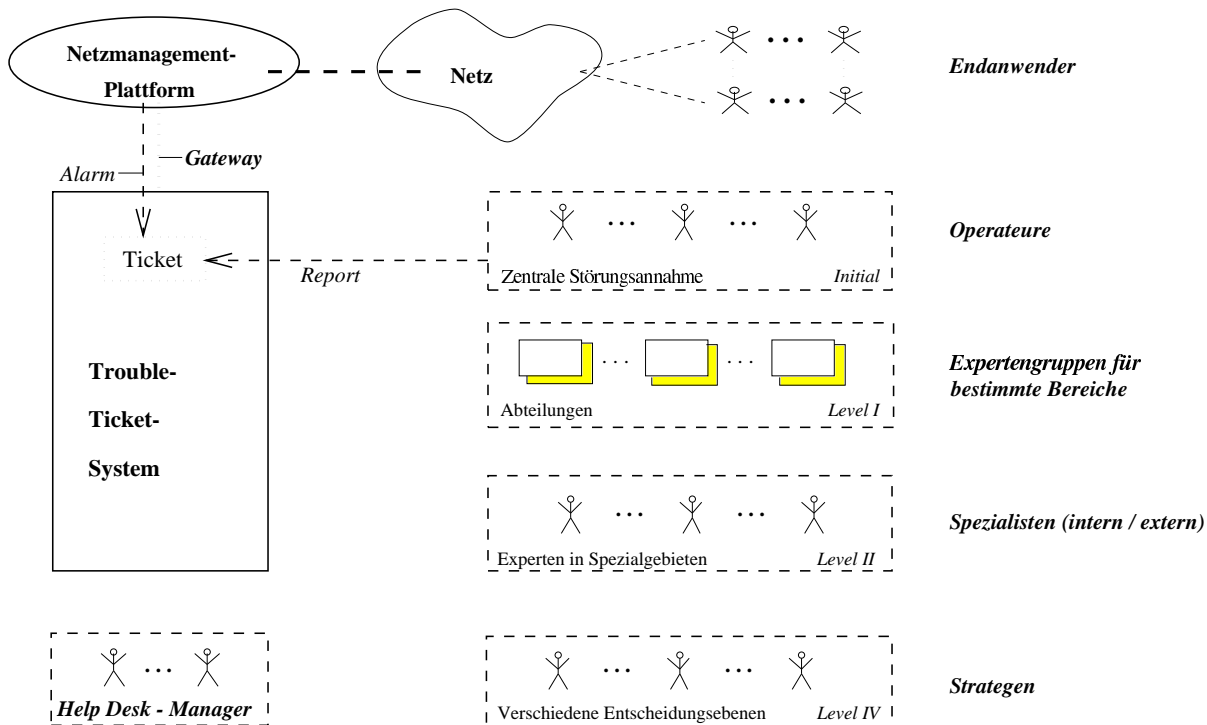 Netzmanagement-
Plattform
Netz
Endanwender
Gateway
Alarm
Ticket
Report
Zentrale Störungsannahme
Initial
Operateure
Trouble-
Ticket-
System
Abteilungen
Level I
Expertengruppen für
bestimmte Bereiche
Experten in Spezialgebieten
Level II
Spezialisten (intern / extern)
Help Desk - Manager
Verschiedene Entscheidungsebenen
Level IV
Strategen